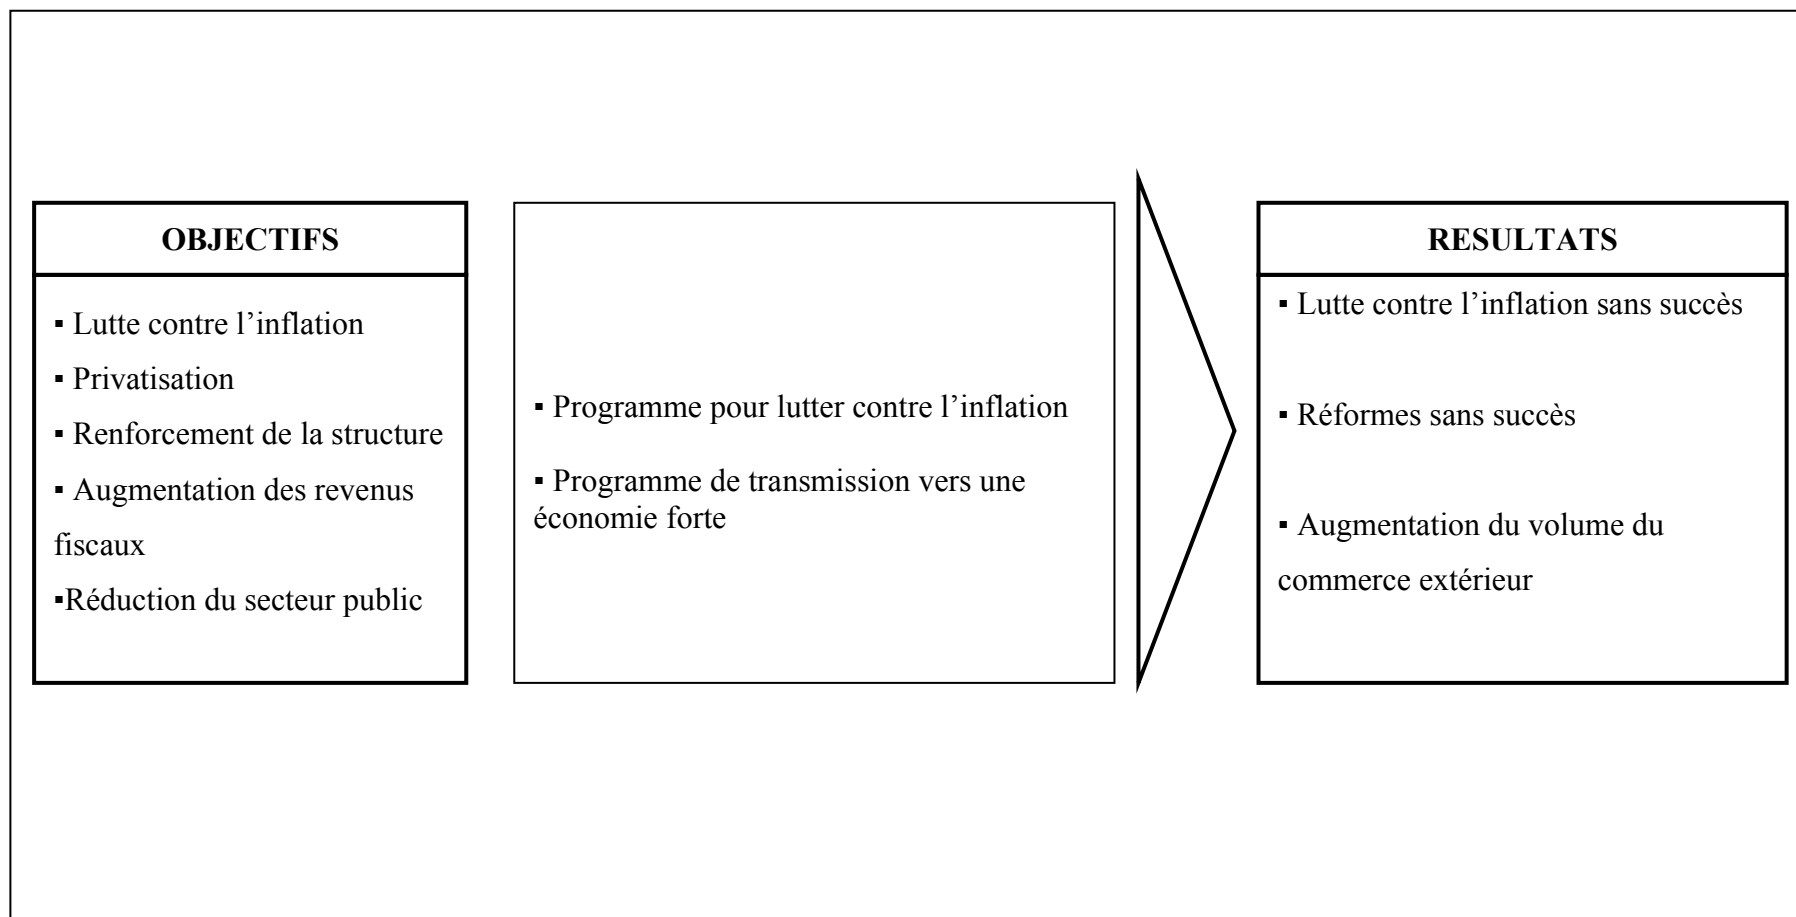 OBJECTIFS
▪ Lutte contre l’inflation
▪ Privatisation
▪ Renforcement de la structure
▪ Augmentation des revenus
fiscaux
▪Réduction du secteur public
▪ Programme pour lutter contre l’inflation
▪ Programme de transmission vers une
économie forte
RESULTATS
▪ Lutte contre l’inflation sans succès
▪ Réformes sans succès
▪ Augmentation du volume du
commerce extérieur